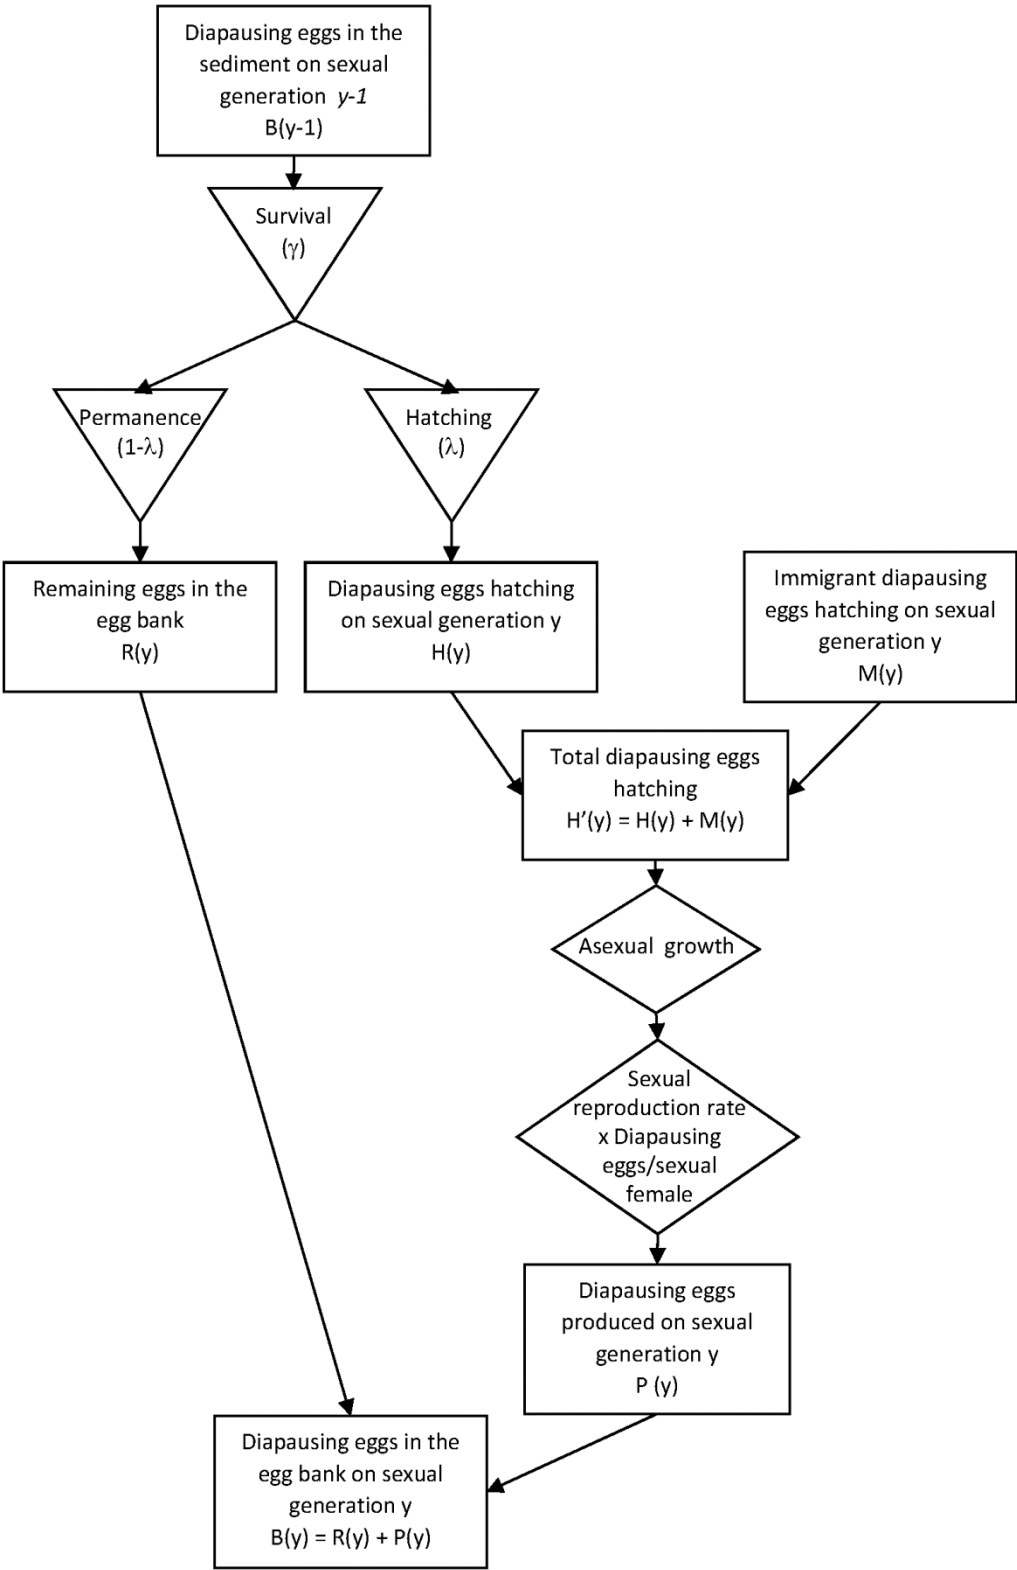 Diapausing eggs in the
sediment on sexual
generation y-1
B(y-1)
Survival
(γ)
Permanence
(1-λ)
Hatching
(λ)
Remaining eggs in the
egg bank
R(y)
Diapausing eggs hatching
on sexual generation y
H(y)
Immigrant diapausing
eggs hatching on sexual
generation y
M(y)
Total diapausing eggs
hatching
H’(y) = H(y) + M(y)
Asexual growth
Sexual
reproduction rate
x Diapausing
eggs/sexual
female
Diapausing eggs
produced on sexual
generation y
P (y)
Diapausing eggs in the
egg bank on sexual
generation y
B(y) = R(y) + P(y)